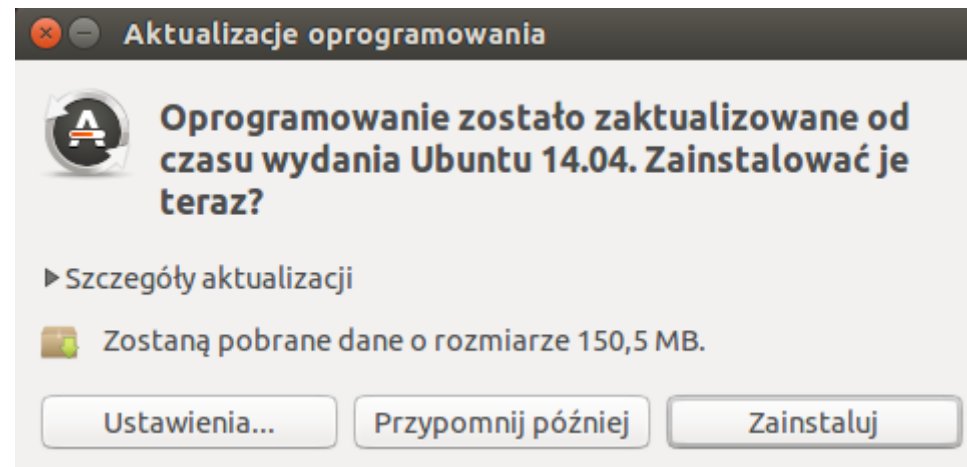 Aktualizacje oprogramowania
Oprogramowanie zostało zaktualizowane od
czasu wydania Ubuntu 14.04. Zainstalować je
teraz?
Szczegóły aktualizacji
Zostaną pobrane dane o rozmiarze 150,5 MB.
Ustawienia... Przypomnij później Zainstaluj